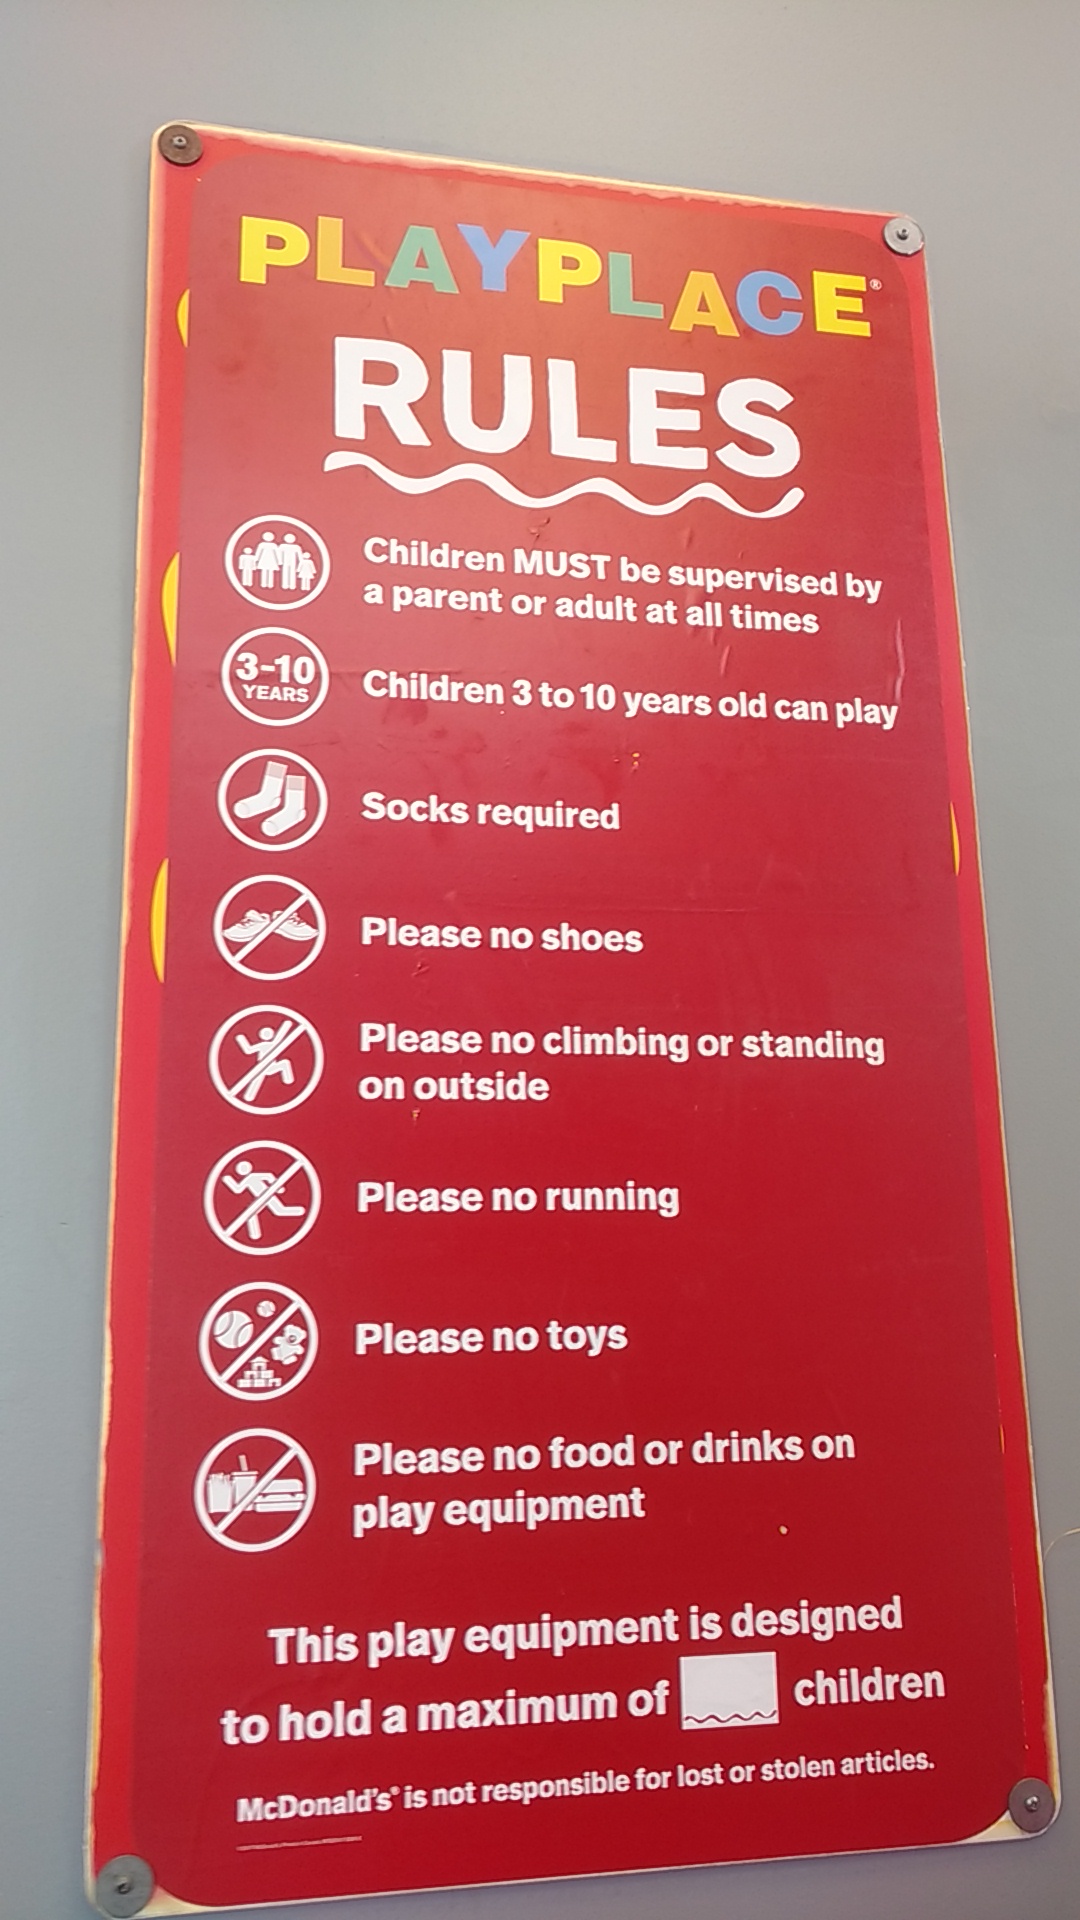 PLAYPLACE®
RULES
Children MUST be supervised by
a parent or adult at all times
3-10
YEARS
Children 3 to 10 years old can play
Socks required
Please no shoes
Please no climbing or standing
on outside
Please no running
Please no toys
Please no food or drinks on
play equipment
This play equipment is designed
to hold a maximum of children
McDonald's® is not responsible for lost or stolen articles.